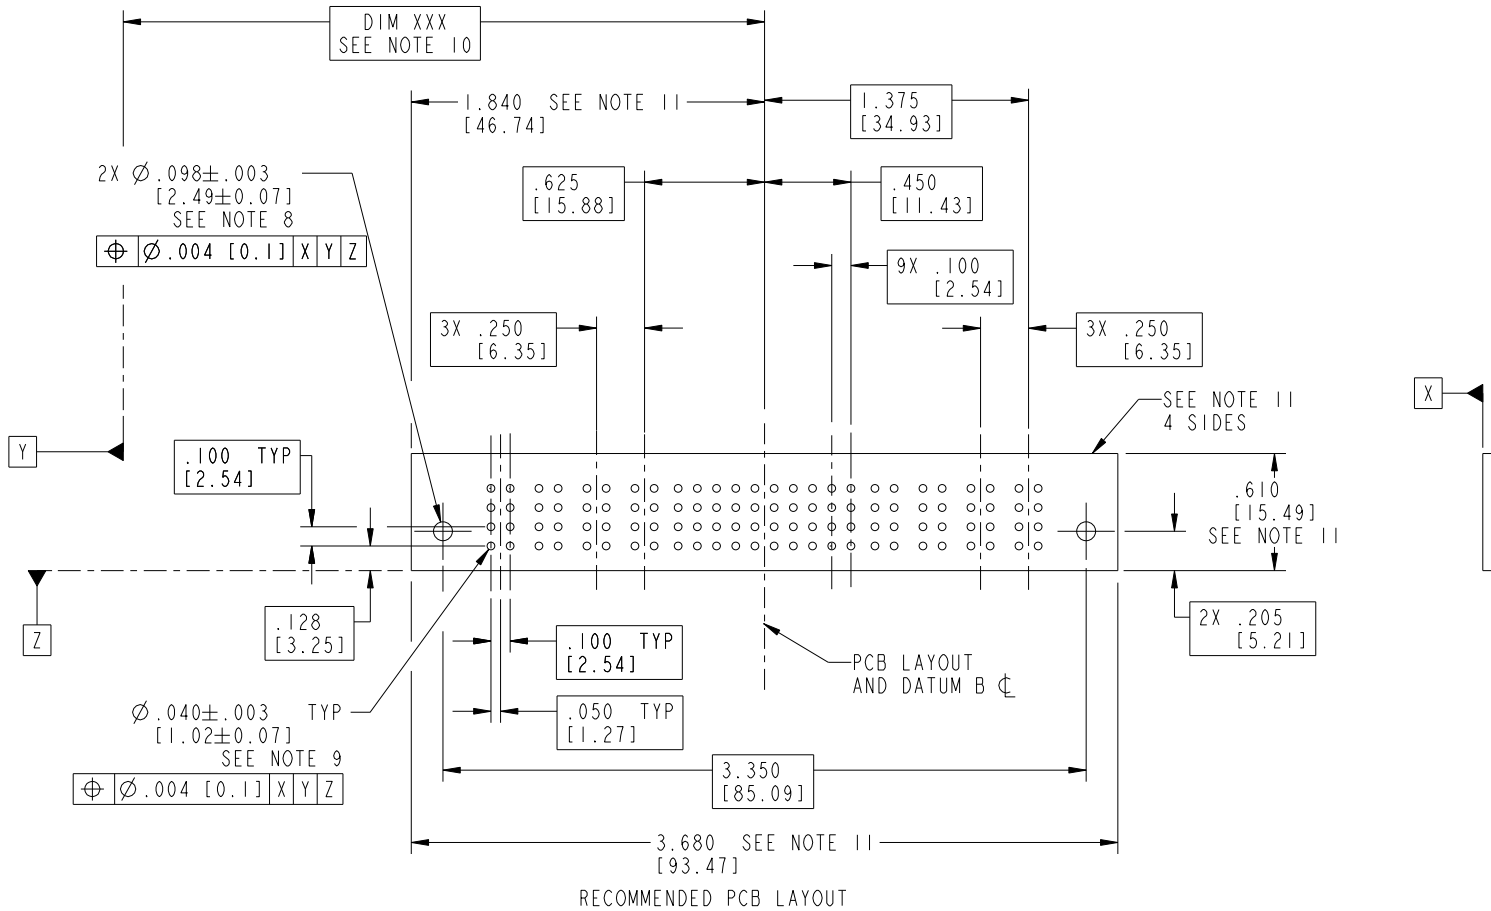 DIM XXX
SEE NOTE 10
1.840 SEE NOTE 11
[46.74]
1.375
[34.93]
2X Ø.098±.003
[2.49±0.07]
SEE NOTE 8
⌖ Ø.004 [0.1] X Y Z
.625
[15.88]
.450
[11.43]
9X .100
[2.54]
3X .250
[6.35]
3X .250
[6.35]
X
SEE NOTE 11
4 SIDES
Y
.100 TYP
[2.54]
.610
[15.49]
SEE NOTE 11
Z
.128
[3.25]
.100 TYP
[2.54]
2X .205
[5.21]
PCB LAYOUT
AND DATUM B ℄
Ø.040±.003 TYP
[1.02±0.07]
SEE NOTE 9
⌖ Ø.004 [0.1] X Y Z
.050 TYP
[1.27]
3.350
[85.09]
3.680 SEE NOTE 11
[93.47]
RECOMMENDED PCB LAYOUT